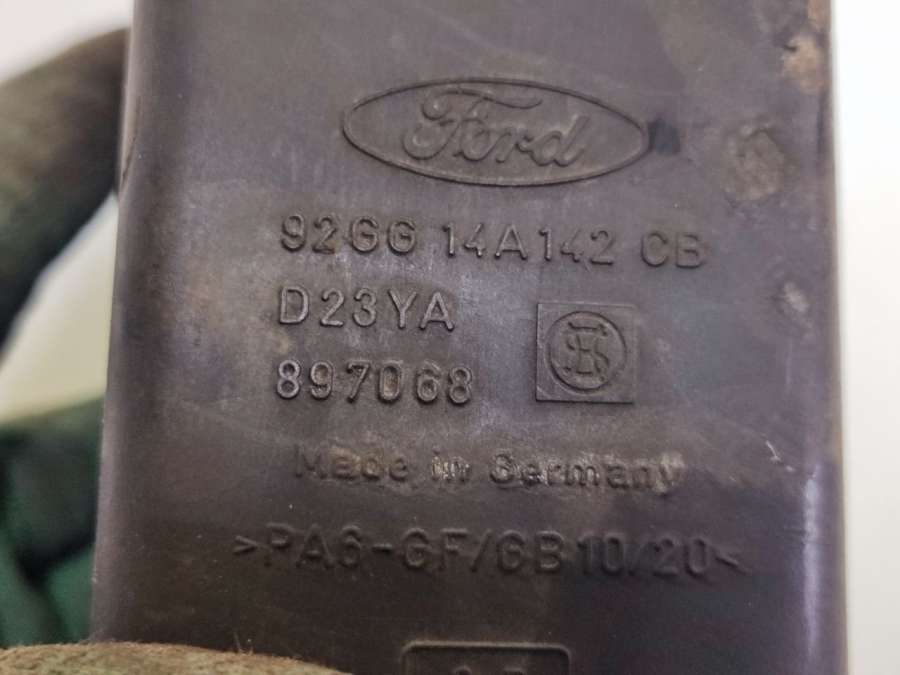 Ford
92GG 14A142 CB
D23YA
897068
Made in Germany
>PA6-GF/GB10/20<